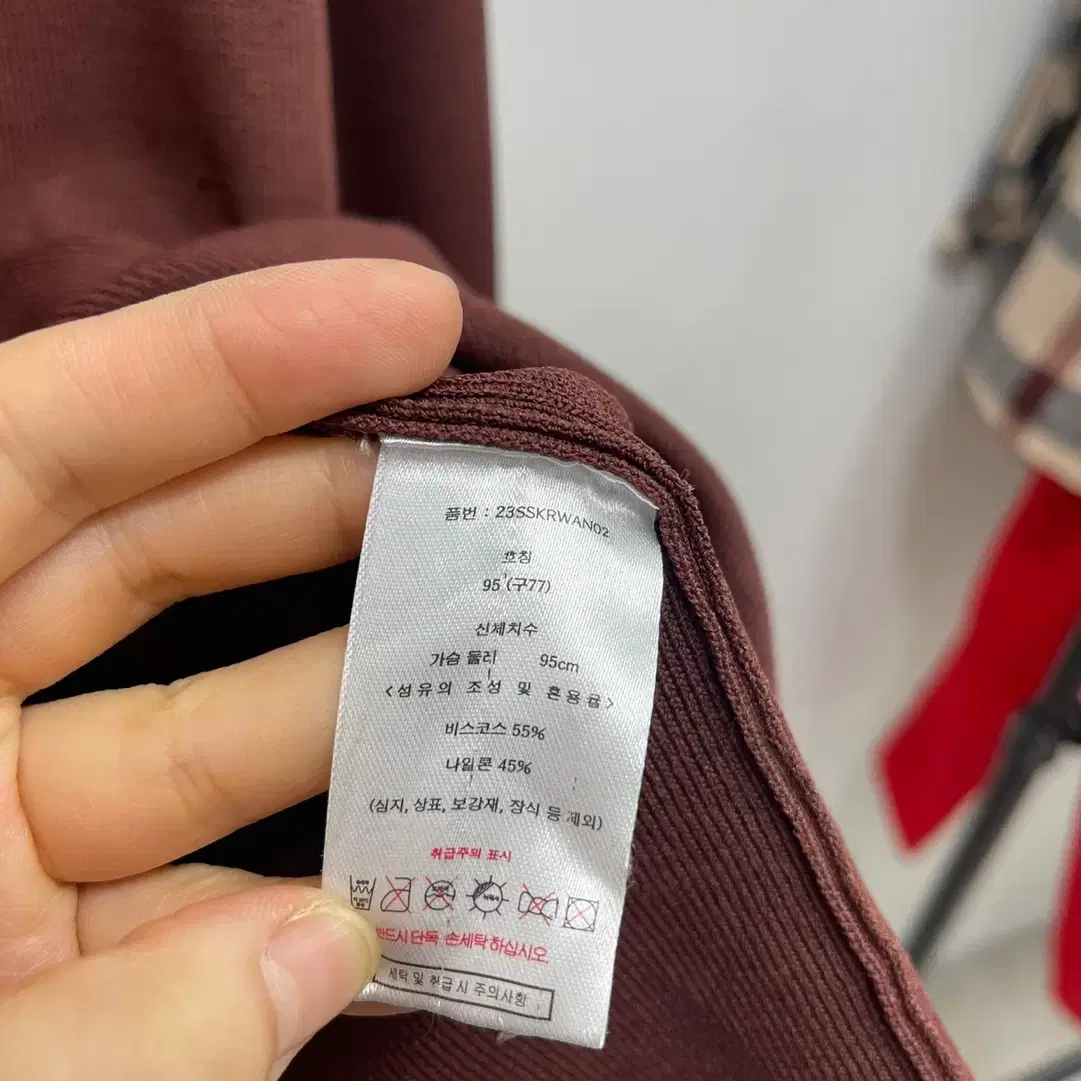 품번 : 23SSKRWAN02
호칭
95 (구77)
신체치수
가슴 둘리 95cm
<섬유의 조성 및 혼용율>
비스코스 55%
나일론 45%
(심지, 상표, 보강재, 장식 등 제외)
취급주의 표시
반드시 단독 손세탁 하십시오.
세탁 및 취급 시 주의사항